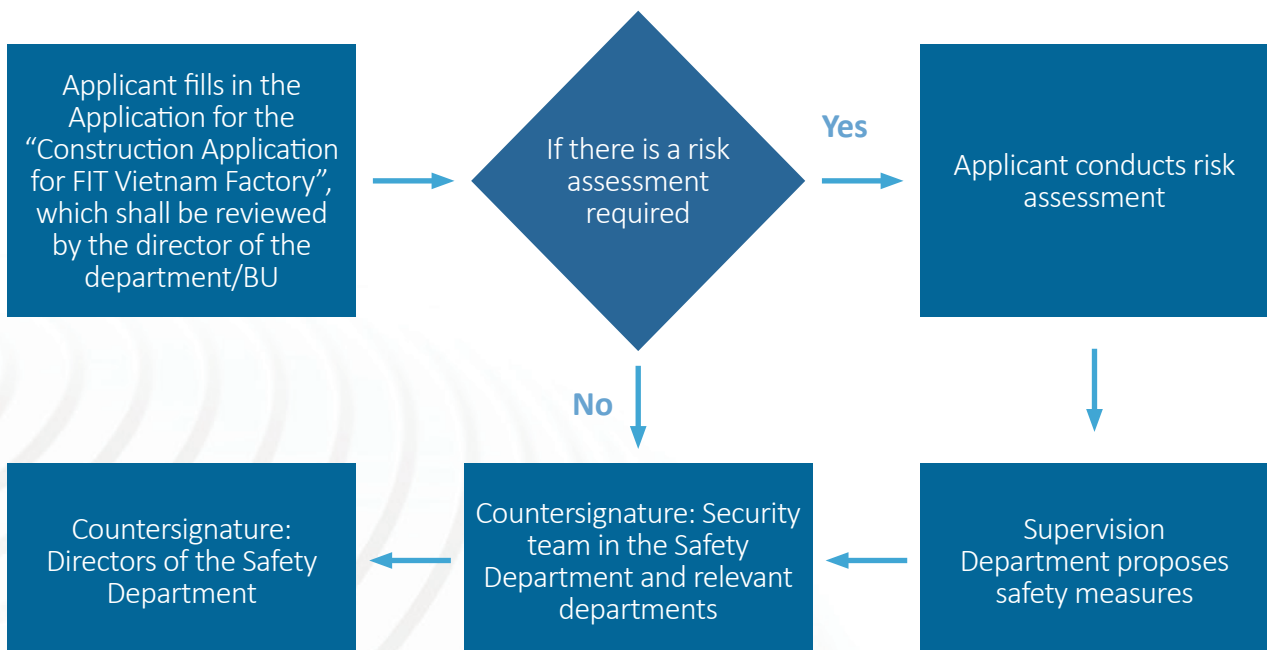 Applicant fills in the
Application for the
“Construction Application
for FIT Vietnam Factory”,
which shall be reviewed
by the director of the
department/BU
If there is a risk
assessment
required
Yes
Applicant conducts risk
assessment
No
Countersignature:
Directors of the Safety
Department
Countersignature: Security
team in the Safety
Department and relevant
departments
Supervision
Department proposes
safety measures